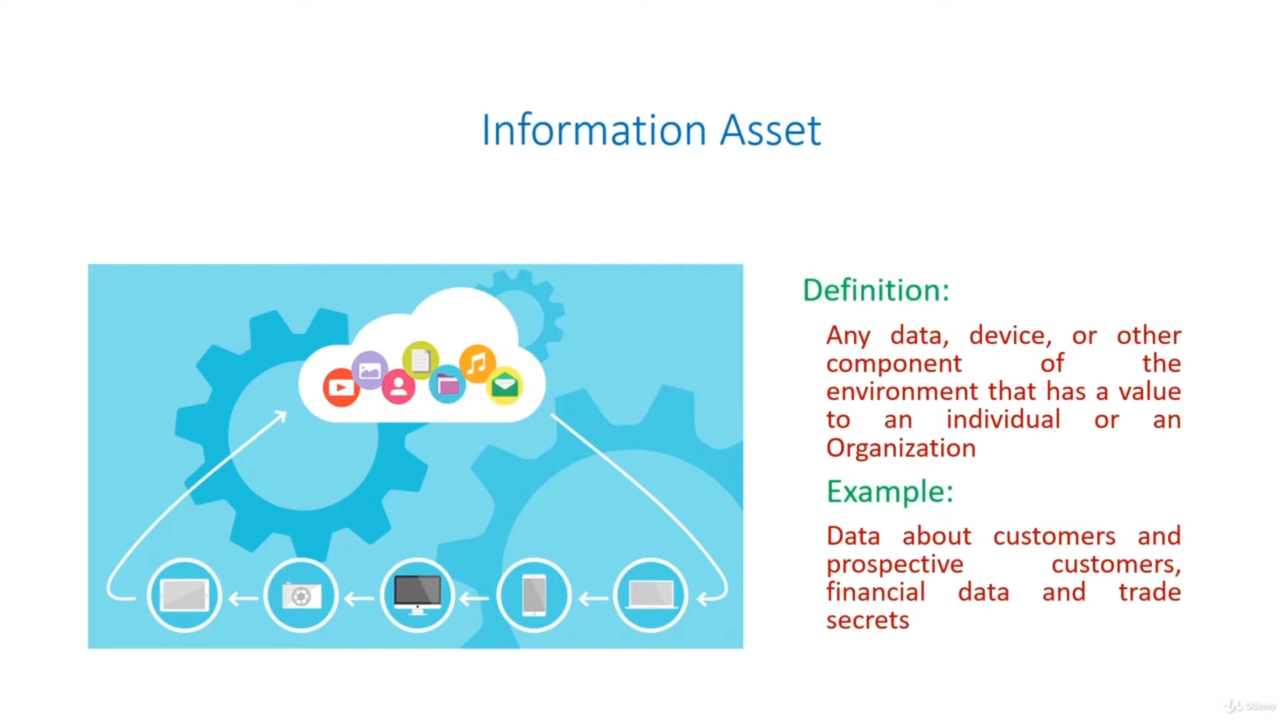 Information Asset
Definition:
Any data, device, or other
component of the
environment that has a value
to an individual or an
Organization
Example:
Data about customers and
prospective customers,
financial data and trade
secrets
Udemy